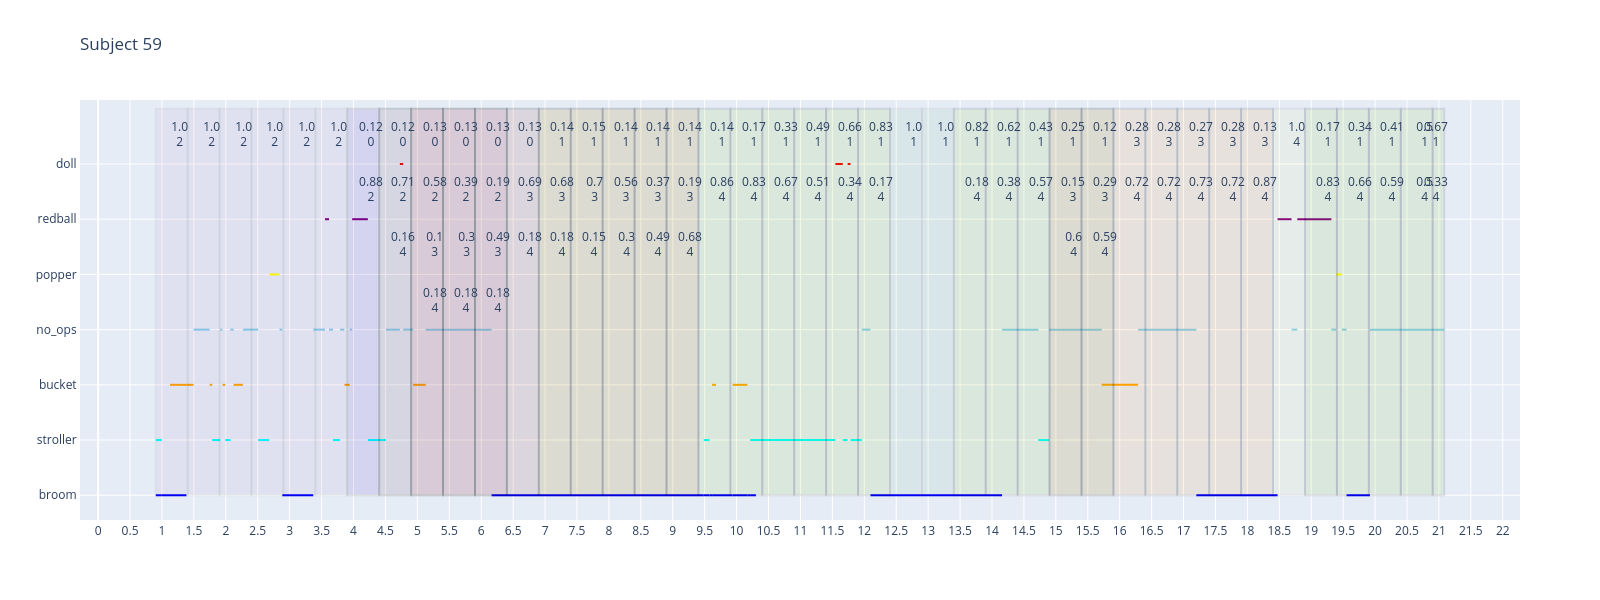 Subject 59
1.0 1.0 1.0 1.0 1.0 1.0 0.12 0.12 0.13 0.13 0.13 0.13 0.14 0.15 0.14 0.14 0.14 0.14 0.17 0.33 0.49 0.66 0.83 1.0 1.0 0.82 0.62 0.43 0.25 0.12 0.28 0.28 0.27 0.28 0.13 1.0 0.17 0.34 0.41 0.5 0.67
2 2 2 2 2 2 0 0 0 0 0 0 1 1 1 1 1 1 1 1 1 1 1 1 1 1 1 1 1 1 3 3 3 3 3 4 1 1 1 1 1
doll
0.88 0.71 0.58 0.39 0.19 0.69 0.68 0.7 0.56 0.37 0.19 0.86 0.83 0.67 0.51 0.34 0.17 0.18 0.38 0.57 0.15 0.29 0.72 0.72 0.73 0.72 0.87 0.83 0.66 0.59 0.5 0.33
2 2 2 2 2 3 3 3 3 3 3 4 4 4 4 4 4 4 4 4 3 3 4 4 4 4 4 4 4 4 4 4
redball
0.16 0.1 0.3 0.49 0.18 0.18 0.15 0.3 0.49 0.68 0.6 0.59
4 3 3 3 4 4 4 4 4 4 4 4
popper
0.18 0.18 0.18
4 4 4
no_ops
bucket
stroller
broom
0 0.5 1 1.5 2 2.5 3 3.5 4 4.5 5 5.5 6 6.5 7 7.5 8 8.5 9 9.5 10 10.5 11 11.5 12 12.5 13 13.5 14 14.5 15 15.5 16 16.5 17 17.5 18 18.5 19 19.5 20 20.5 21 21.5 22